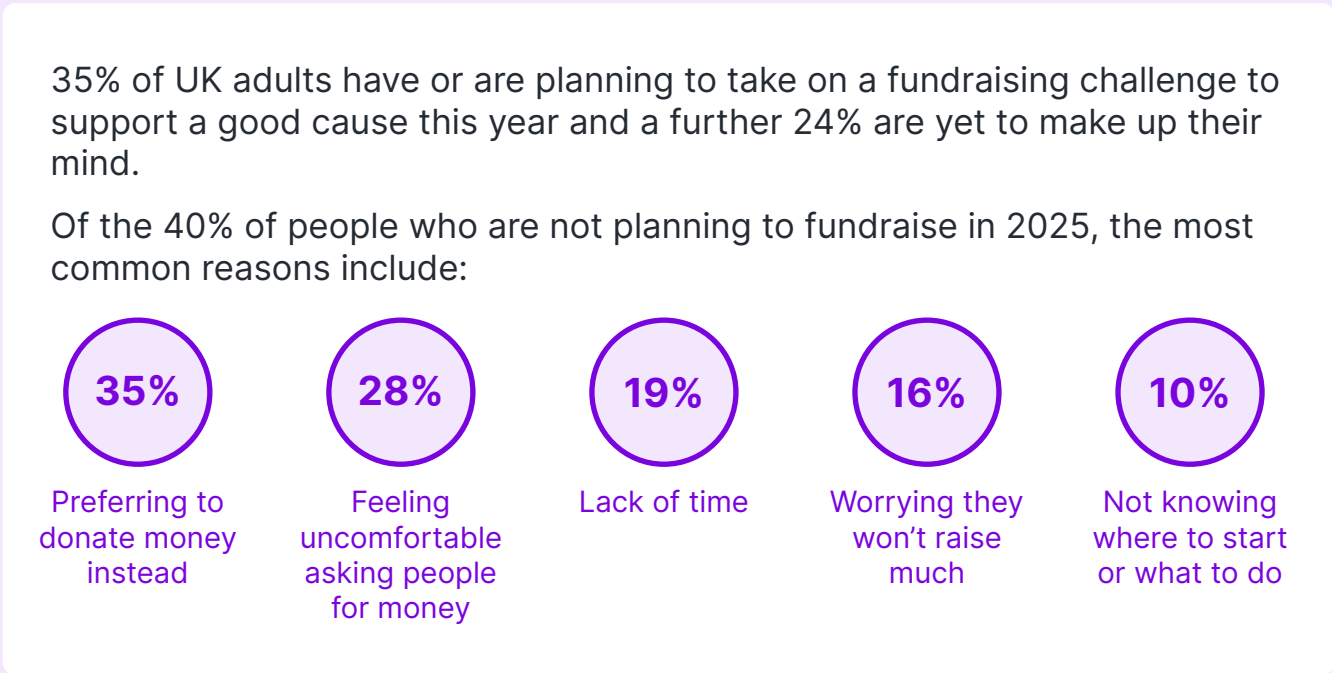 35% of UK adults have or are planning to take on a fundraising challenge to
support a good cause this year and a further 24% are yet to make up their
mind.
Of the 40% of people who are not planning to fundraise in 2025, the most
common reasons include:
35%
Preferring to
donate money
instead
28%
Feeling
uncomfortable
asking people
for money
19%
Lack of time
16%
Worrying they
won’t raise
much
10%
Not knowing
where to start
or what to do